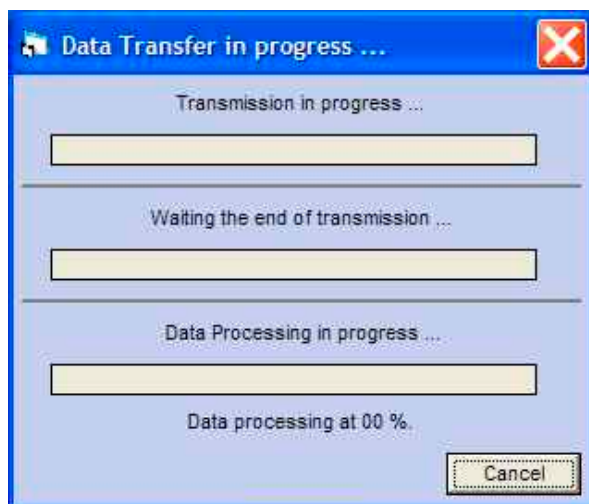 Data Transfer in progress ...
Transmission in progress ...
Waiting the end of transmission ...
Data Processing in progress ...
Data processing at 00 %.
Cancel